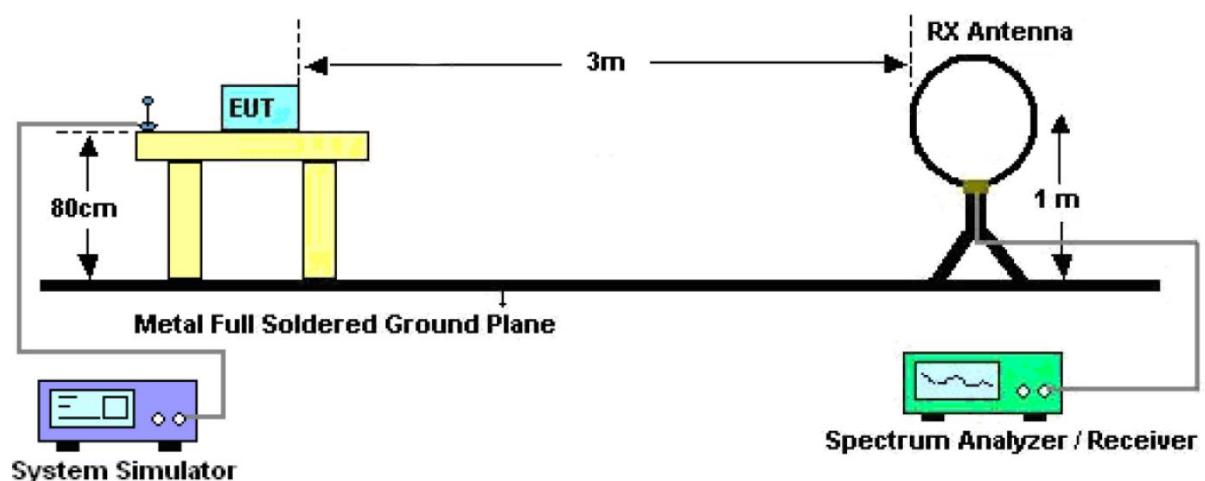 RX Antenna
3m
EUT
80cm
1 m
Metal Full Soldered Ground Plane
Spectrum Analyzer / Receiver
System Simulator